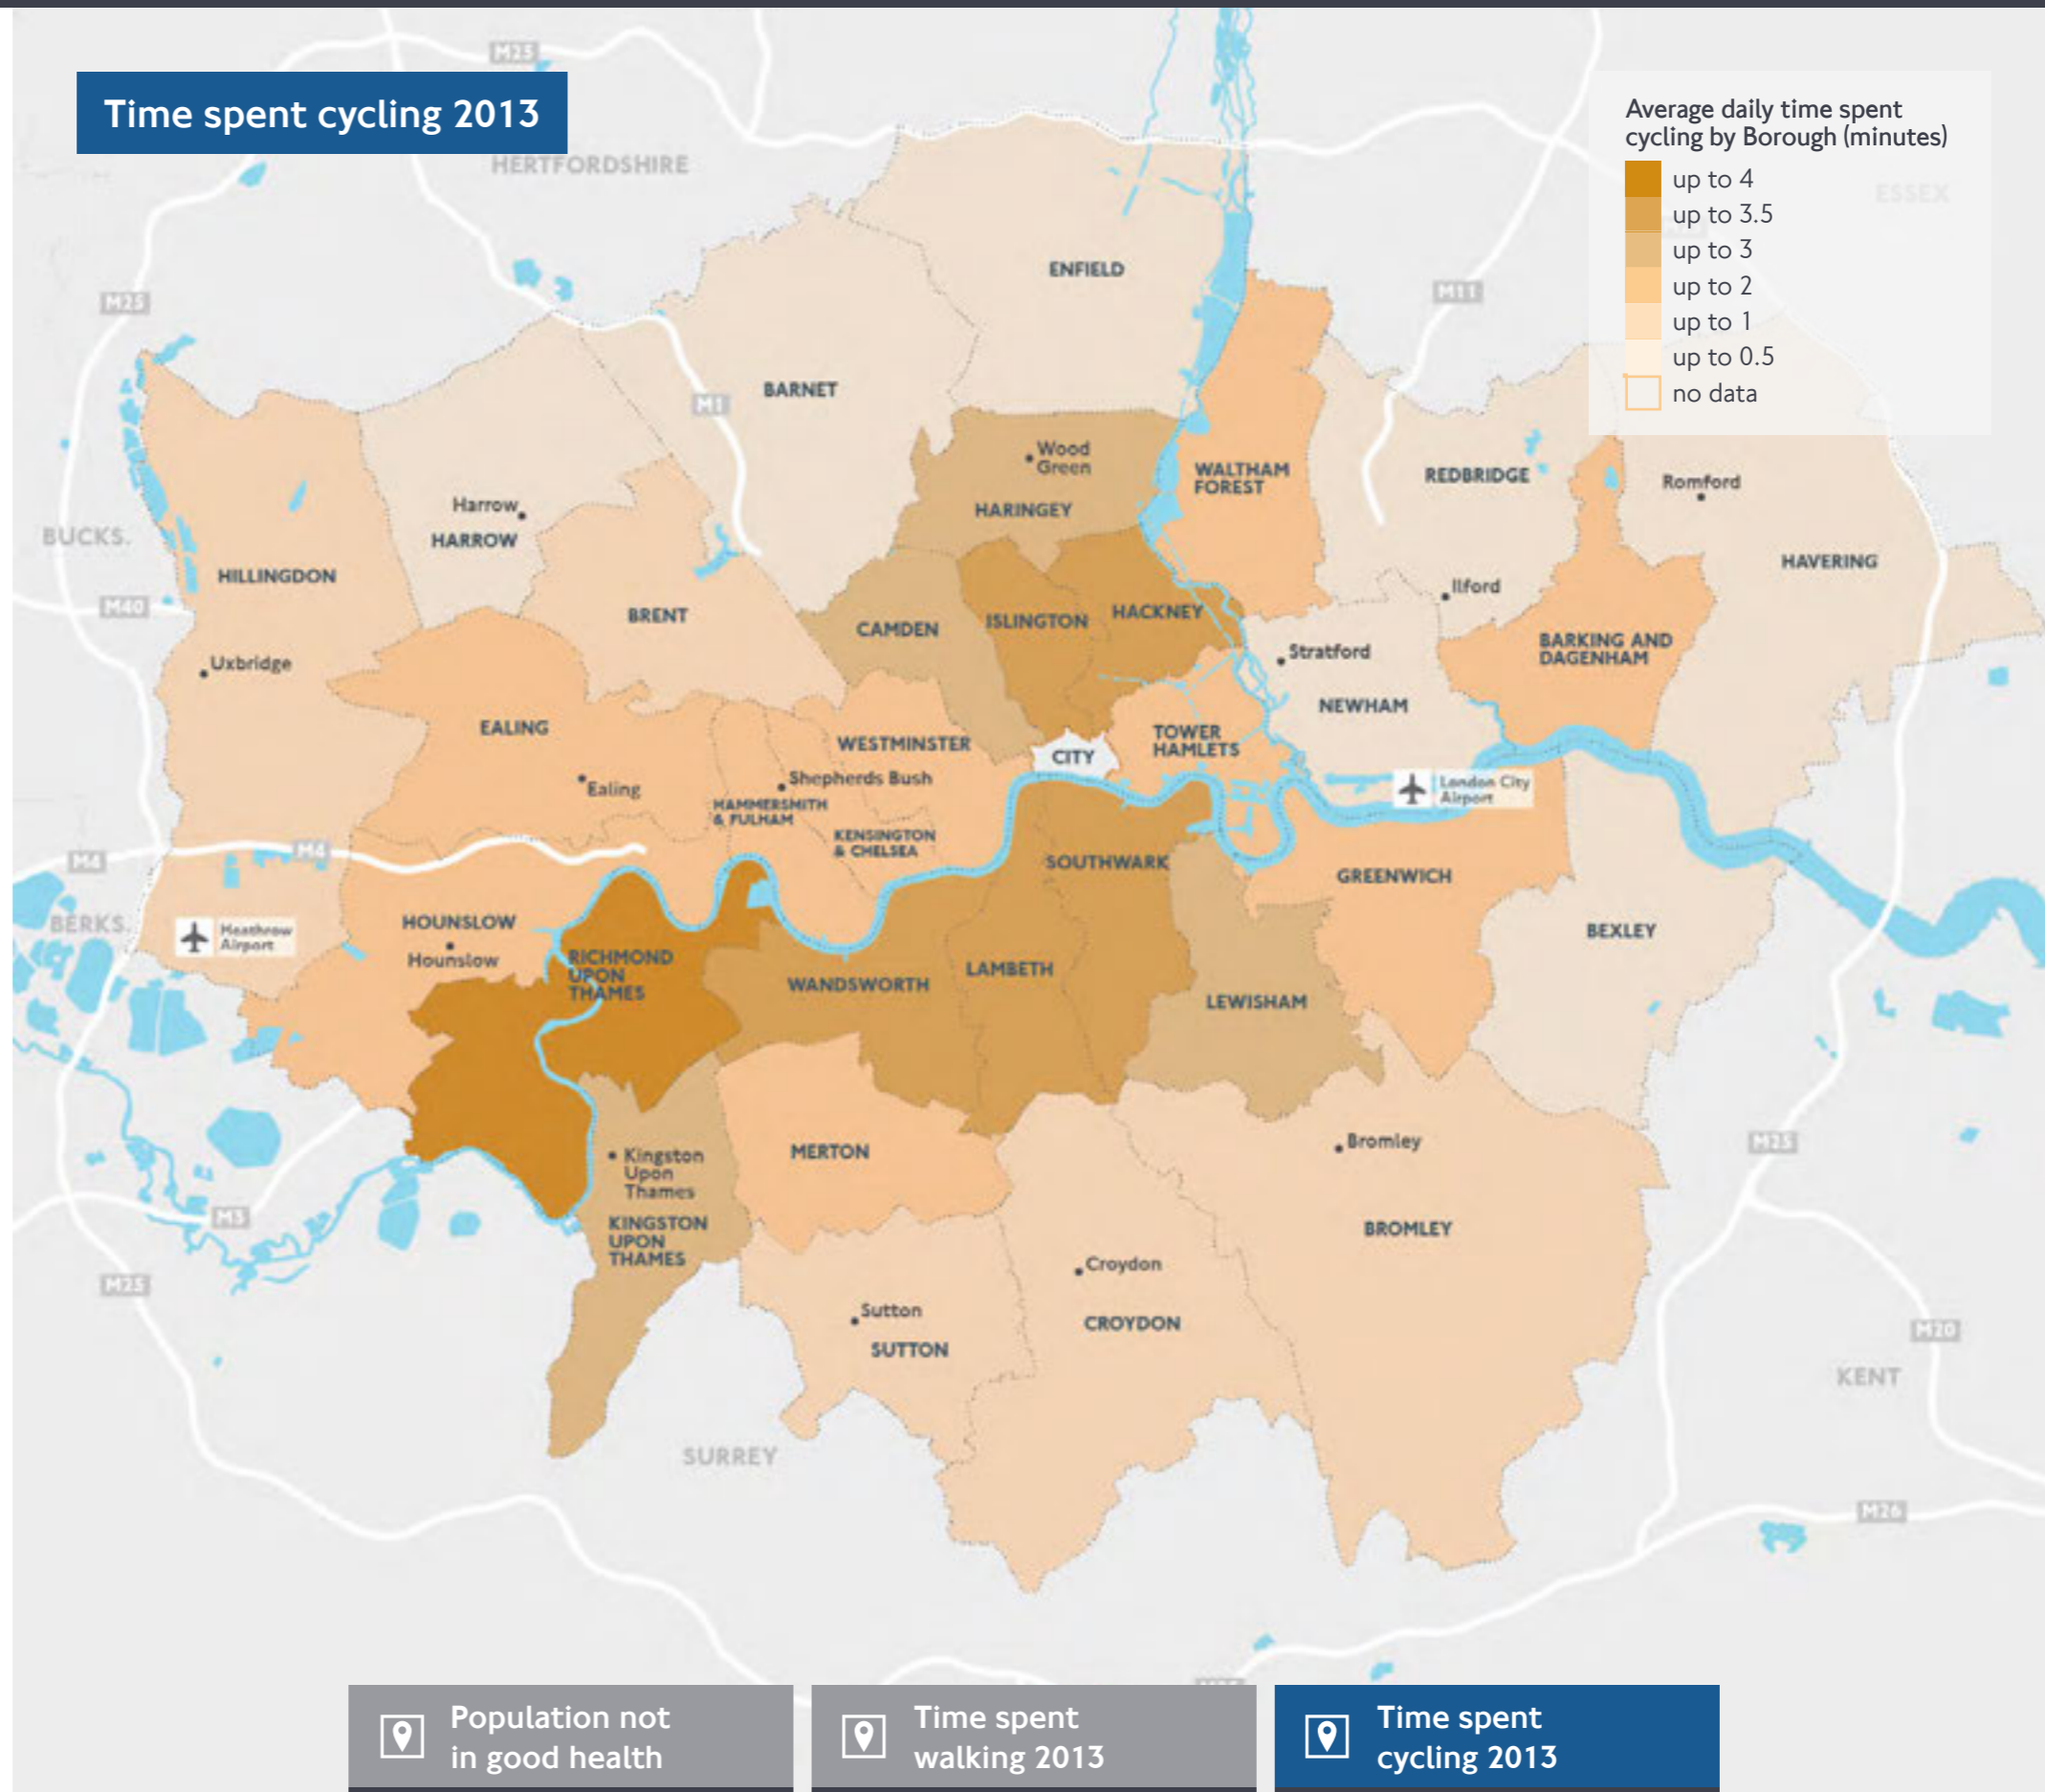 Time spent cycling 2013
Average daily time spent
cycling by Borough (minutes)
up to 4
up to 3.5
up to 3
up to 2
up to 1
up to 0.5
no data
M25
HERTFORDSHIRE
ESSEX
ENFIELD
M25
M11
BARNET
M1
Wood
Green
WALTHAM
FOREST
REDBRIDGE
Romford
Harrow
HARINGEY
BUCKS.
HARROW
HAVERING
HILLINGDON
Ilford
M40
BRENT
CAMDEN
ISLINGTON
HACKNEY
BARKING AND
DAGENHAM
Uxbridge
Stratford
NEWHAM
EALING
WESTMINSTER
TOWER
HAMLETS
CITY
Shepherds Bush
Ealing
London City
Airport
HAMMERSMITH
& FULHAM
KENSINGTON
& CHELSEA
M4
M4
SOUTHWARK
GREENWICH
BERKS.
Heathrow
Airport
HOUNSLOW
Hounslow
BEXLEY
RICHMOND
UPON
THAMES
WANDSWORTH
LAMBETH
LEWISHAM
Kingston
Upon
Thames
MERTON
Bromley
M25
M3
KINGSTON
UPON
THAMES
BROMLEY
Croydon
M25
Sutton
SUTTON
CROYDON
M20
KENT
SURREY
M26
Population not
in good health
Time spent
walking 2013
Time spent
cycling 2013